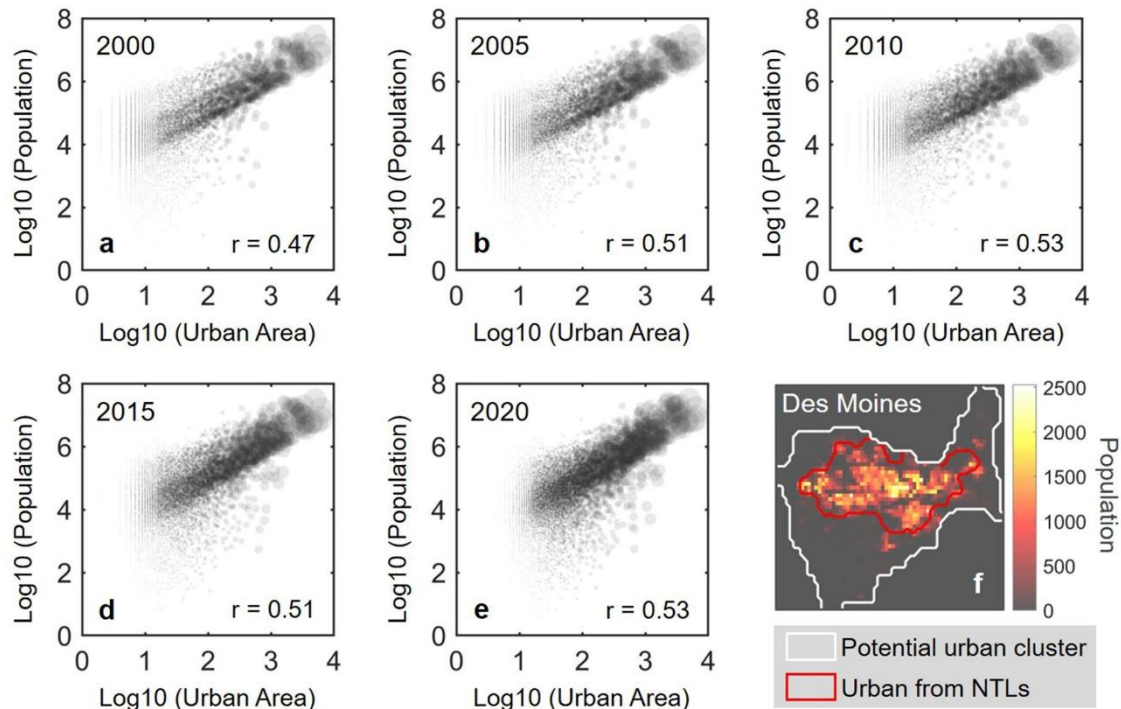 8
6
4
2
0
Log10 (Population)
2000
a
r = 0.47
0 1 2 3 4
Log10 (Urban Area)
8
6
4
2
0
Log10 (Population)
2005
b
r = 0.51
0 1 2 3 4
Log10 (Urban Area)
8
6
4
2
0
Log10 (Population)
2010
c
r = 0.53
0 1 2 3 4
Log10 (Urban Area)
8
6
4
2
0
Log10 (Population)
2015
d
r = 0.51
0 1 2 3 4
Log10 (Urban Area)
8
6
4
2
0
Log10 (Population)
2020
e
r = 0.53
0 1 2 3 4
Log10 (Urban Area)
Des Moines
f
2500
2000
1500
1000
500
0
Population
Potential urban cluster
Urban from NTLs